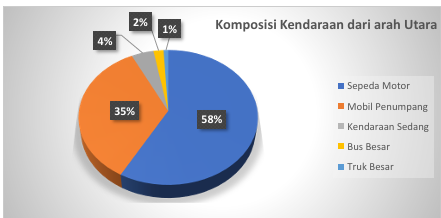 Komposisi Kendaraan dari arah Utara
2%
1%
4%
35%
58%
Sepeda Motor
Mobil Penumpang
Kendaraan Sedang
Bus Besar
Truk Besar